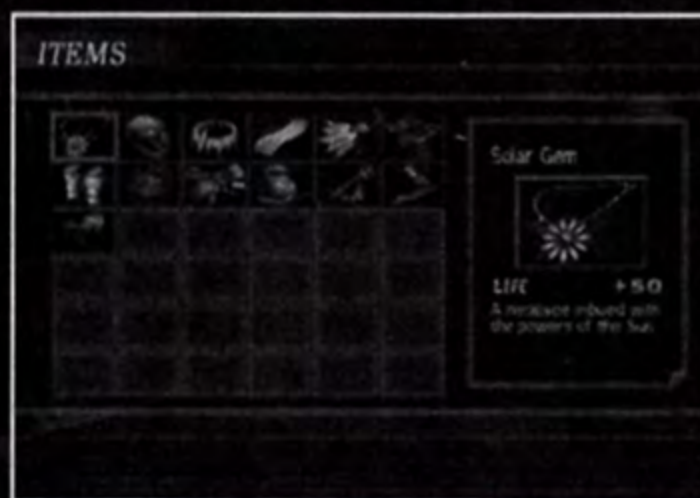 ITEMS
Solar Gem
Life +50
A necklace imbued with
the powers of the Sun.